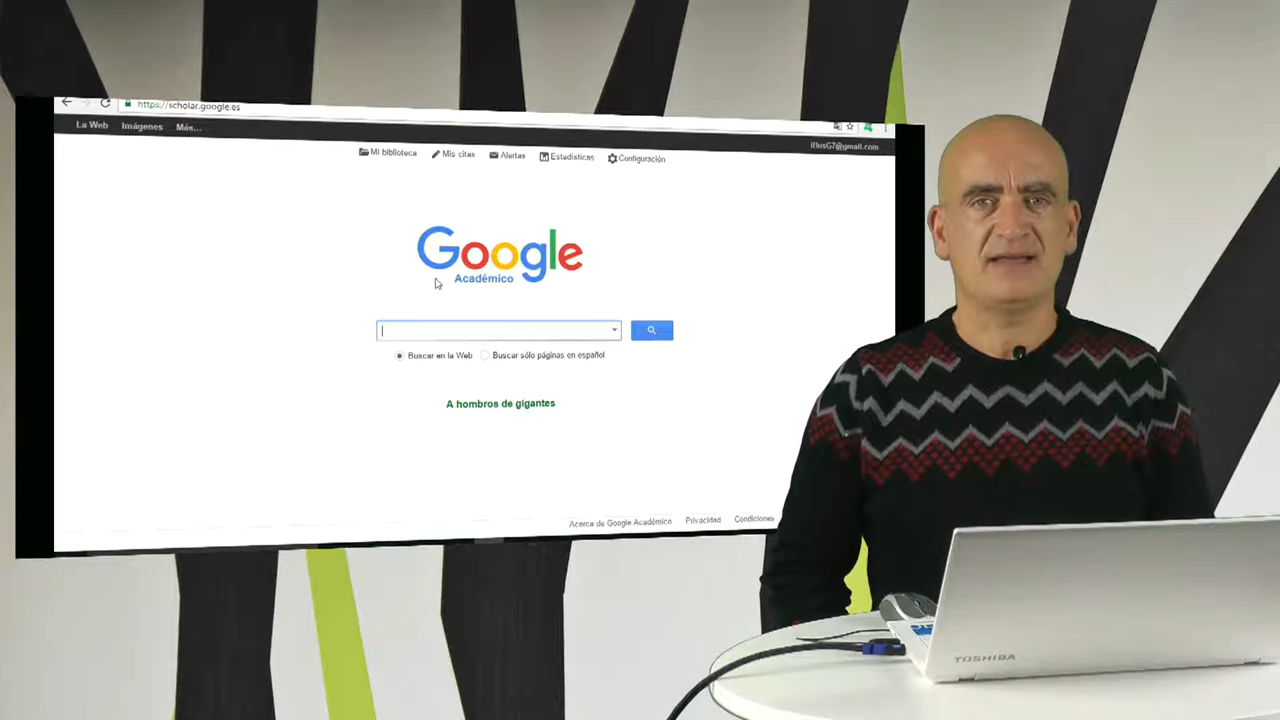 https://scholar.google.es
La Web Imágenes Más...
Mi biblioteca Mis citas Alertas Estadísticas Configuración
Google
Académico
Buscar en la Web Buscar sólo páginas en español
A hombros de gigantes
Acerca de Google Académico Privacidad Condiciones
TOSHIBA